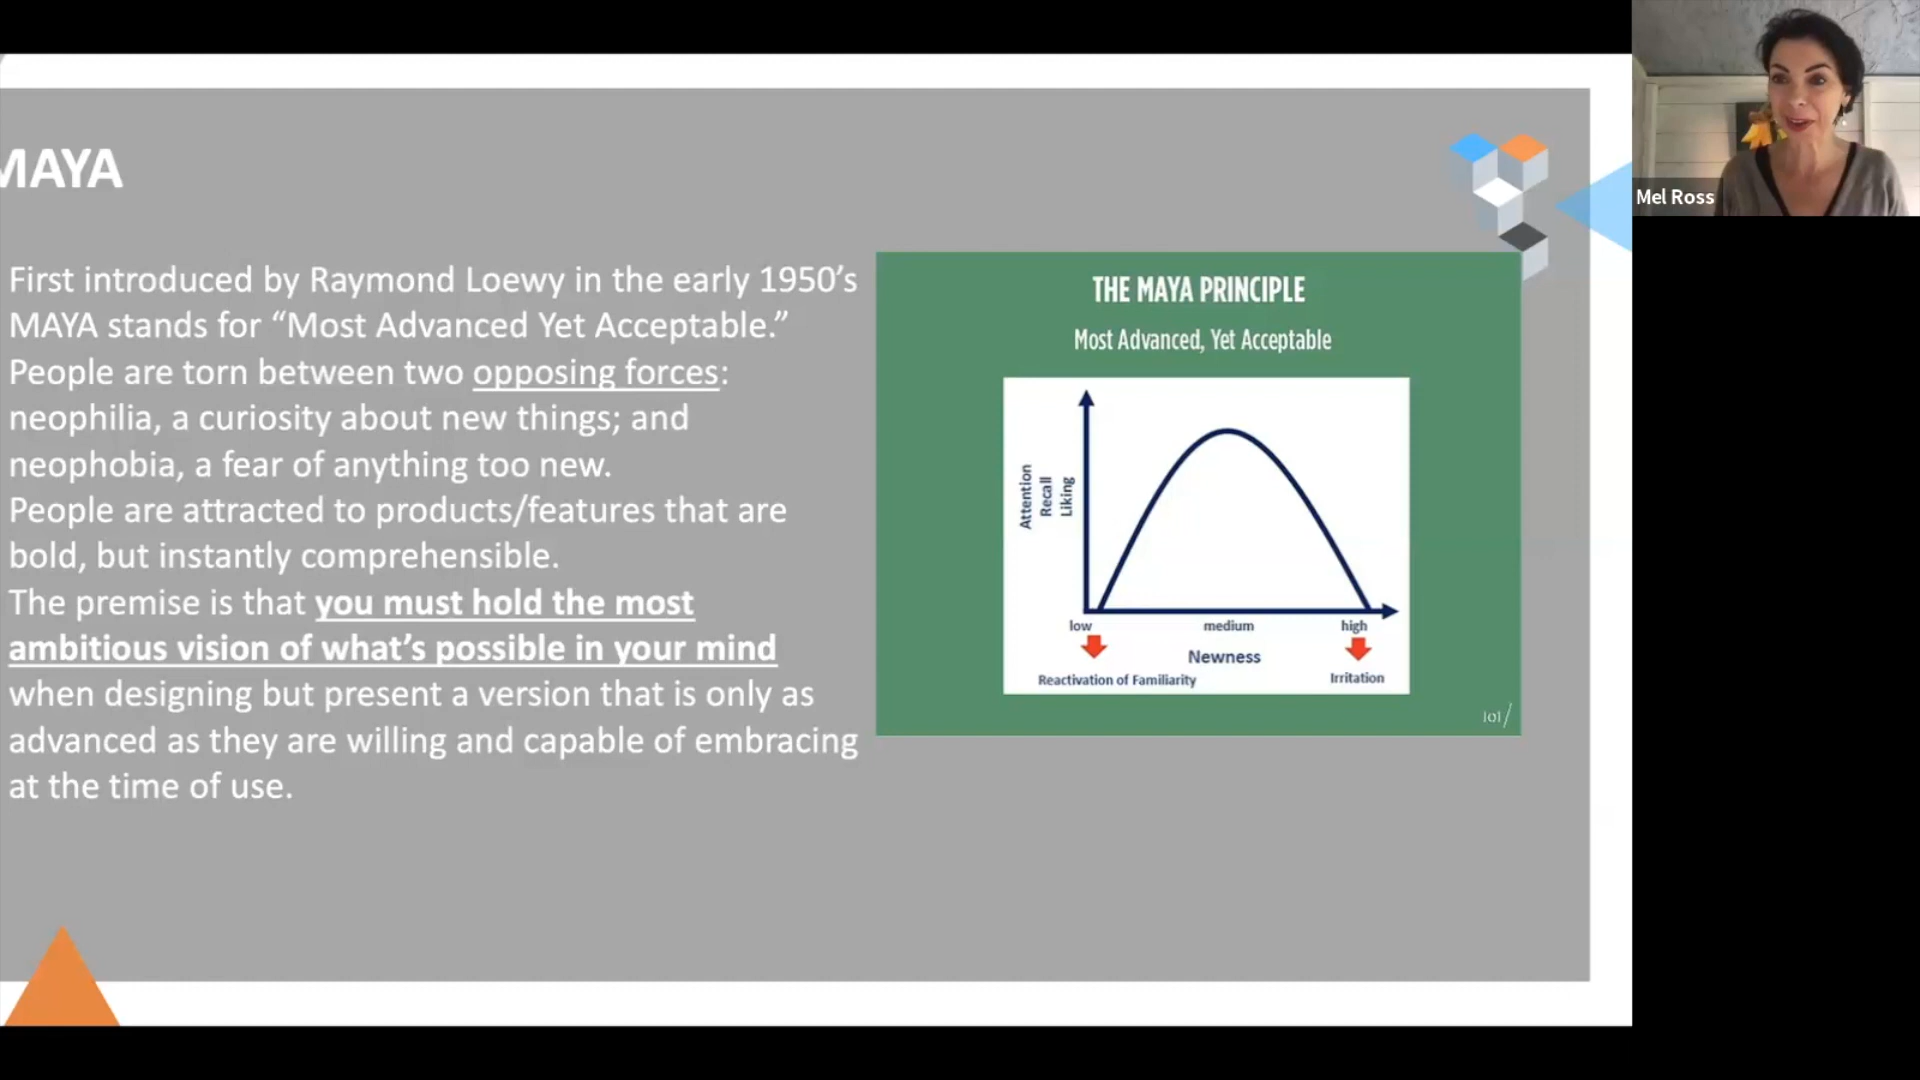 MAYA
First introduced by Raymond Loewy in the early 1950’s
MAYA stands for “Most Advanced Yet Acceptable.”
People are torn between two opposing forces:
neophilia, a curiosity about new things; and
neophobia, a fear of anything too new.
People are attracted to products/features that are
bold, but instantly comprehensible.
The premise is that you must hold the most
ambitious vision of what’s possible in your mind
when designing but present a version that is only as
advanced as they are willing and capable of embracing
at the time of use.
THE MAYA PRINCIPLE
Most Advanced, Yet Acceptable
Attention
Recall
Liking
low
medium
high
Newness
Reactivation of Familiarity
Irritation
101/
Mel Ross